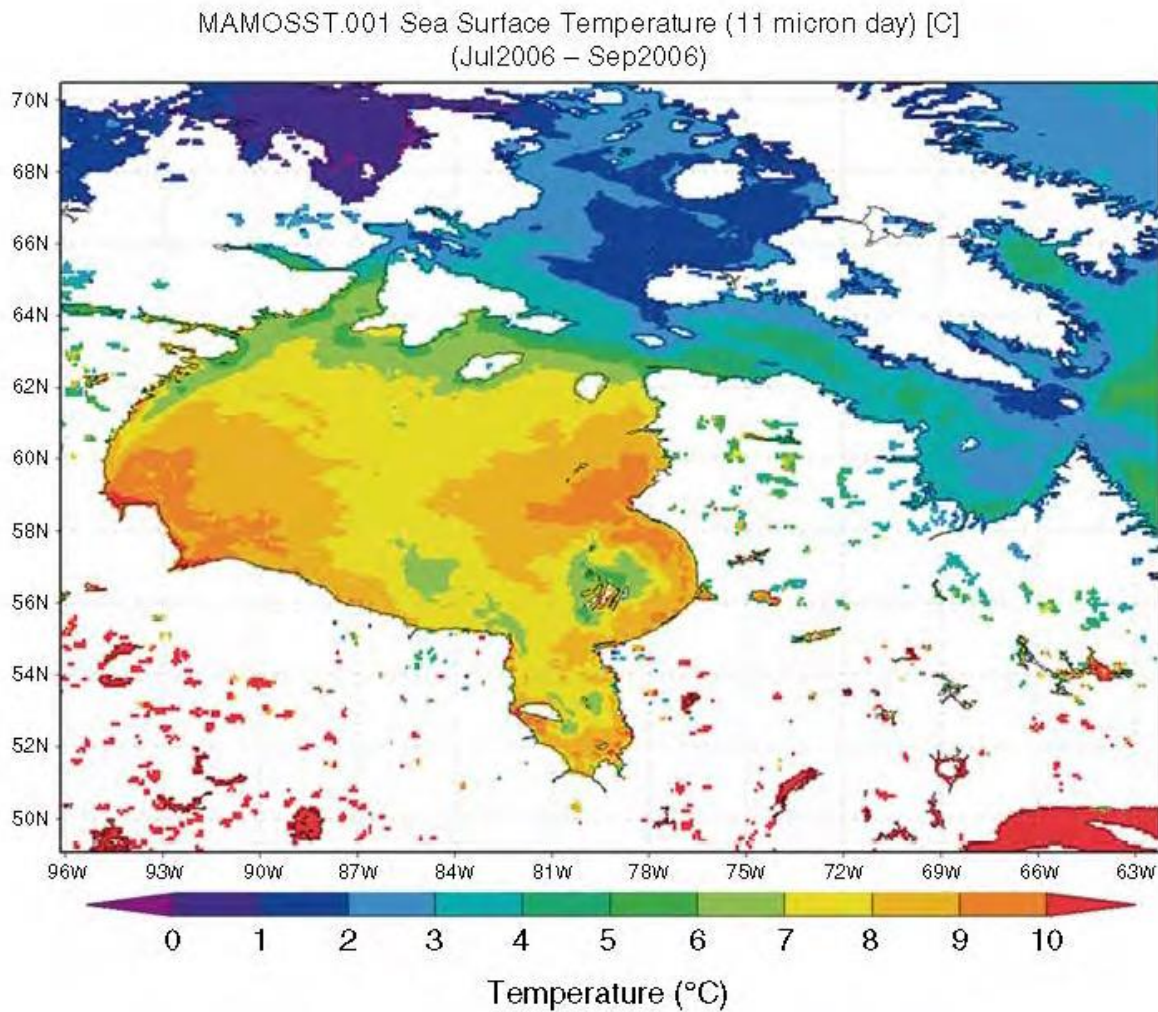 MAMOSST.001 Sea Surface Temperature (11 micron day) [C]
(Jul2006 – Sep2006)
70N
68N
66N
64N
62N
60N
58N
56N
54N
52N
50N
96W 93W 90W 87W 84W 81W 78W 75W 72W 69W 66W 63W
0 1 2 3 4 5 6 7 8 9 10
Temperature (°C)